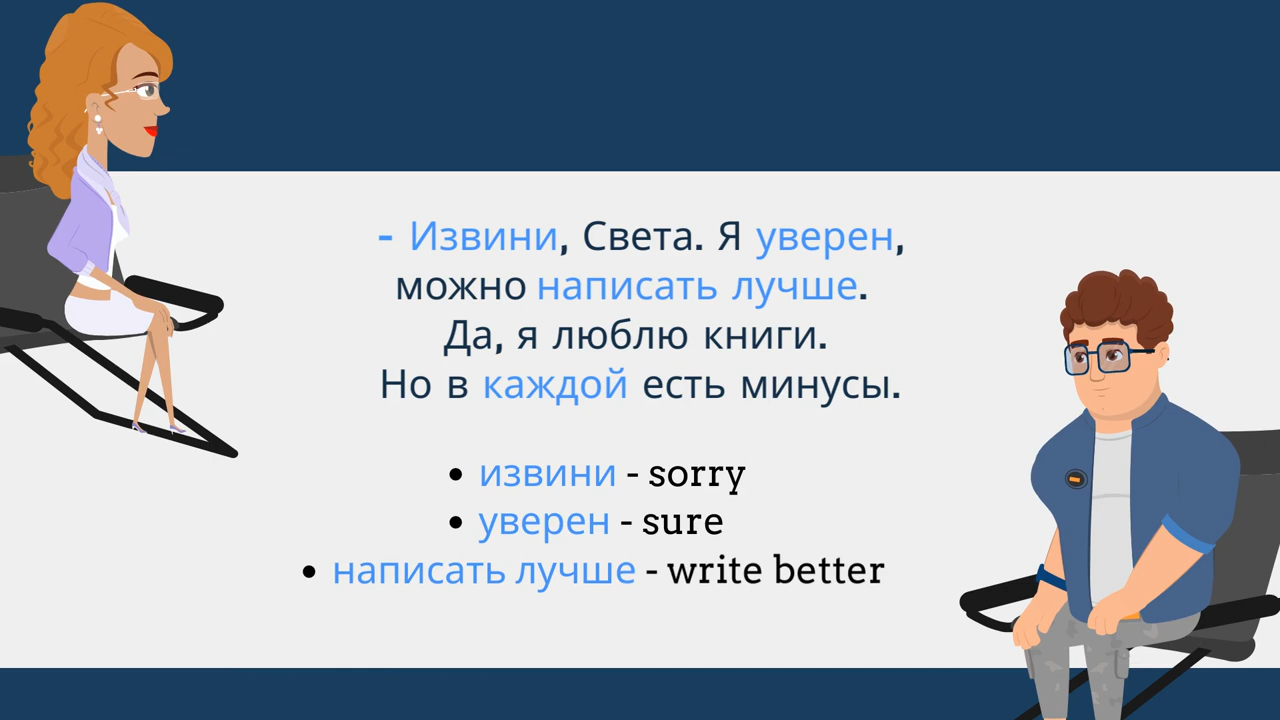 - Извини, Света. Я уверен,
можно написать лучше.
Да, я люблю книги.
Но в каждой есть минусы.
• извини - sorry
• уверен - sure
• написать лучше - write better